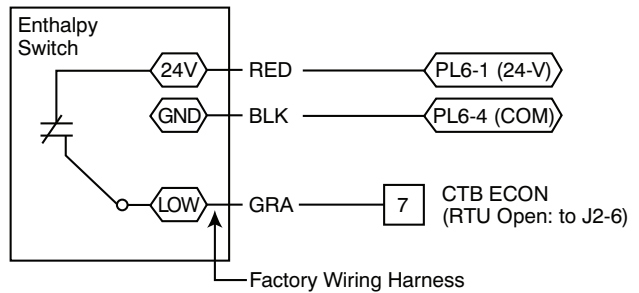 Enthalpy
Switch
24V RED PL6-1 (24-V)
GND BLK PL6-4 (COM)
LOW GRA 7 CTB ECON
(RTU Open: to J2-6)
Factory Wiring Harness